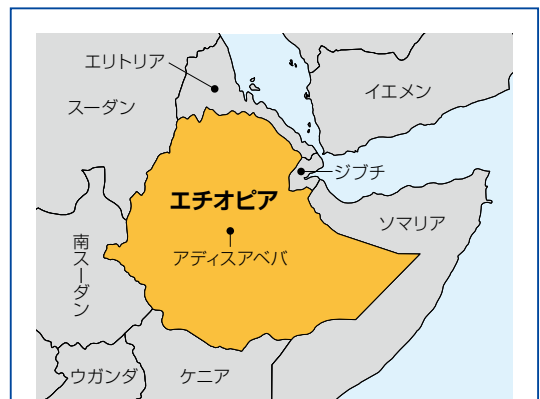 エリトリア
イエメン
スーダン
ジブチ
エチオピア
ソマリア
アディスアベバ
南スーダン
ウガンダ
ケニア